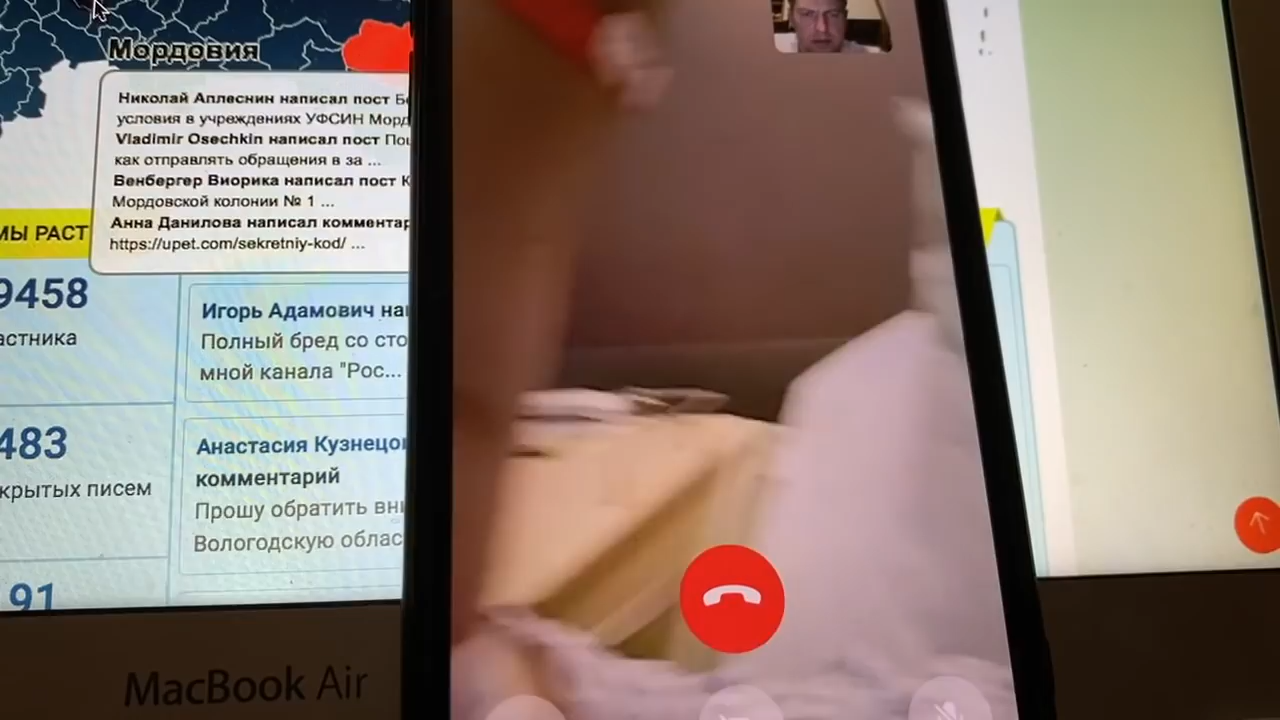 Мордовия
Николай Аплеснин написал пост
условия в учреждениях УФСИН Морд
Vladimir Osechkin написал пост
как отправлять обращения в за ...
Венбергер Виорика написал пост К
Мордовской колонии № 1 ...
Анна Данилова написал коммента
https://upet.com/sekretniy-kod/ ...
МЫ РАСТ
9458
астника
483
крытых писем
91
Игорь Адамович на
Полный бред со сто
мной канала "Рос...
Анастасия Кузнецо
комментарий
Прошу обратить вн
Вологодскую облас
MacBook Air